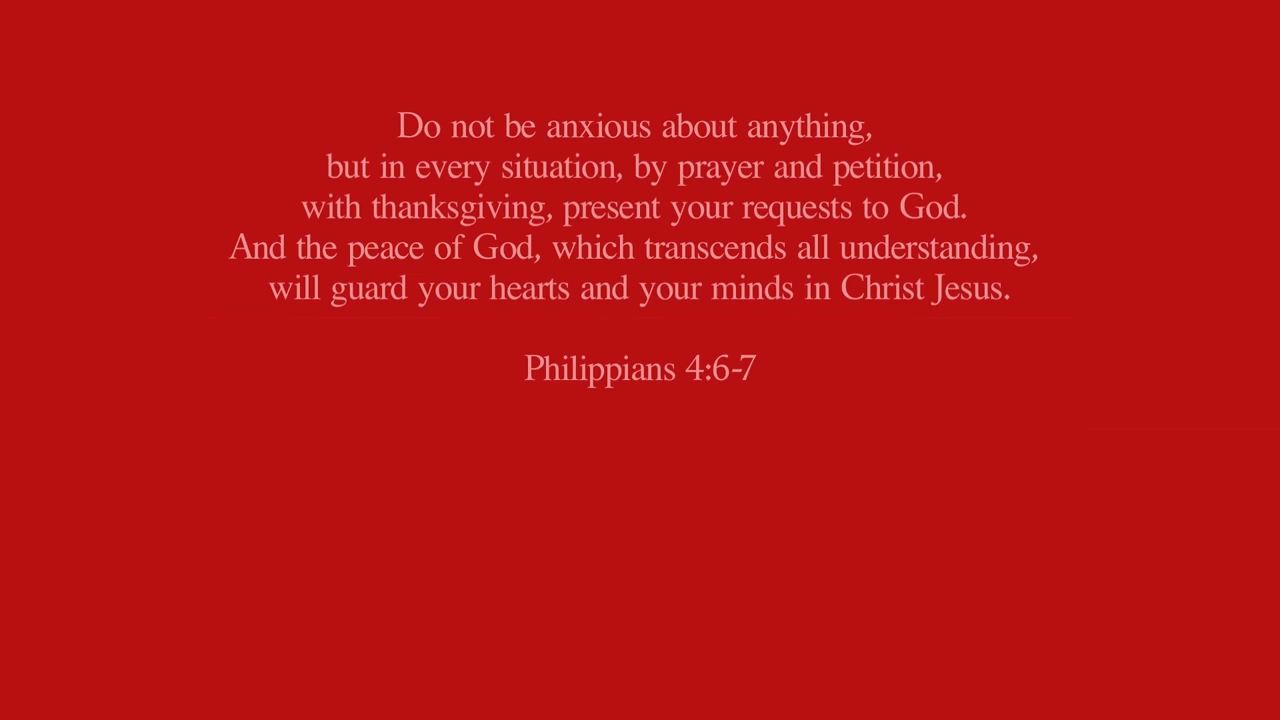 Do not be anxious about anything,
but in every situation, by prayer and petition,
with thanksgiving, present your requests to God.
And the peace of God, which transcends all understanding,
will guard your hearts and your minds in Christ Jesus.
Philippians 4:6-7